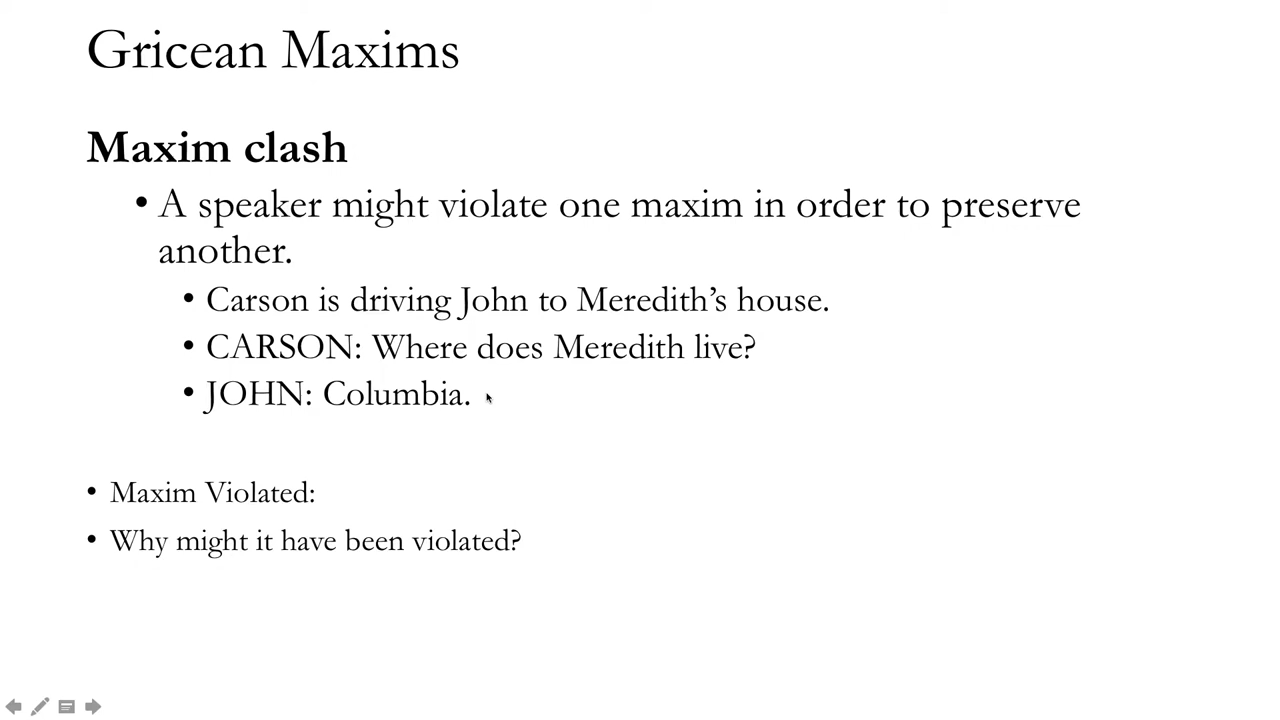 Gricean Maxims
Maxim clash
• A speaker might violate one maxim in order to preserve
another.
• Carson is driving John to Meredith’s house.
• CARSON: Where does Meredith live?
• JOHN: Columbia.
• Maxim Violated:
• Why might it have been violated?